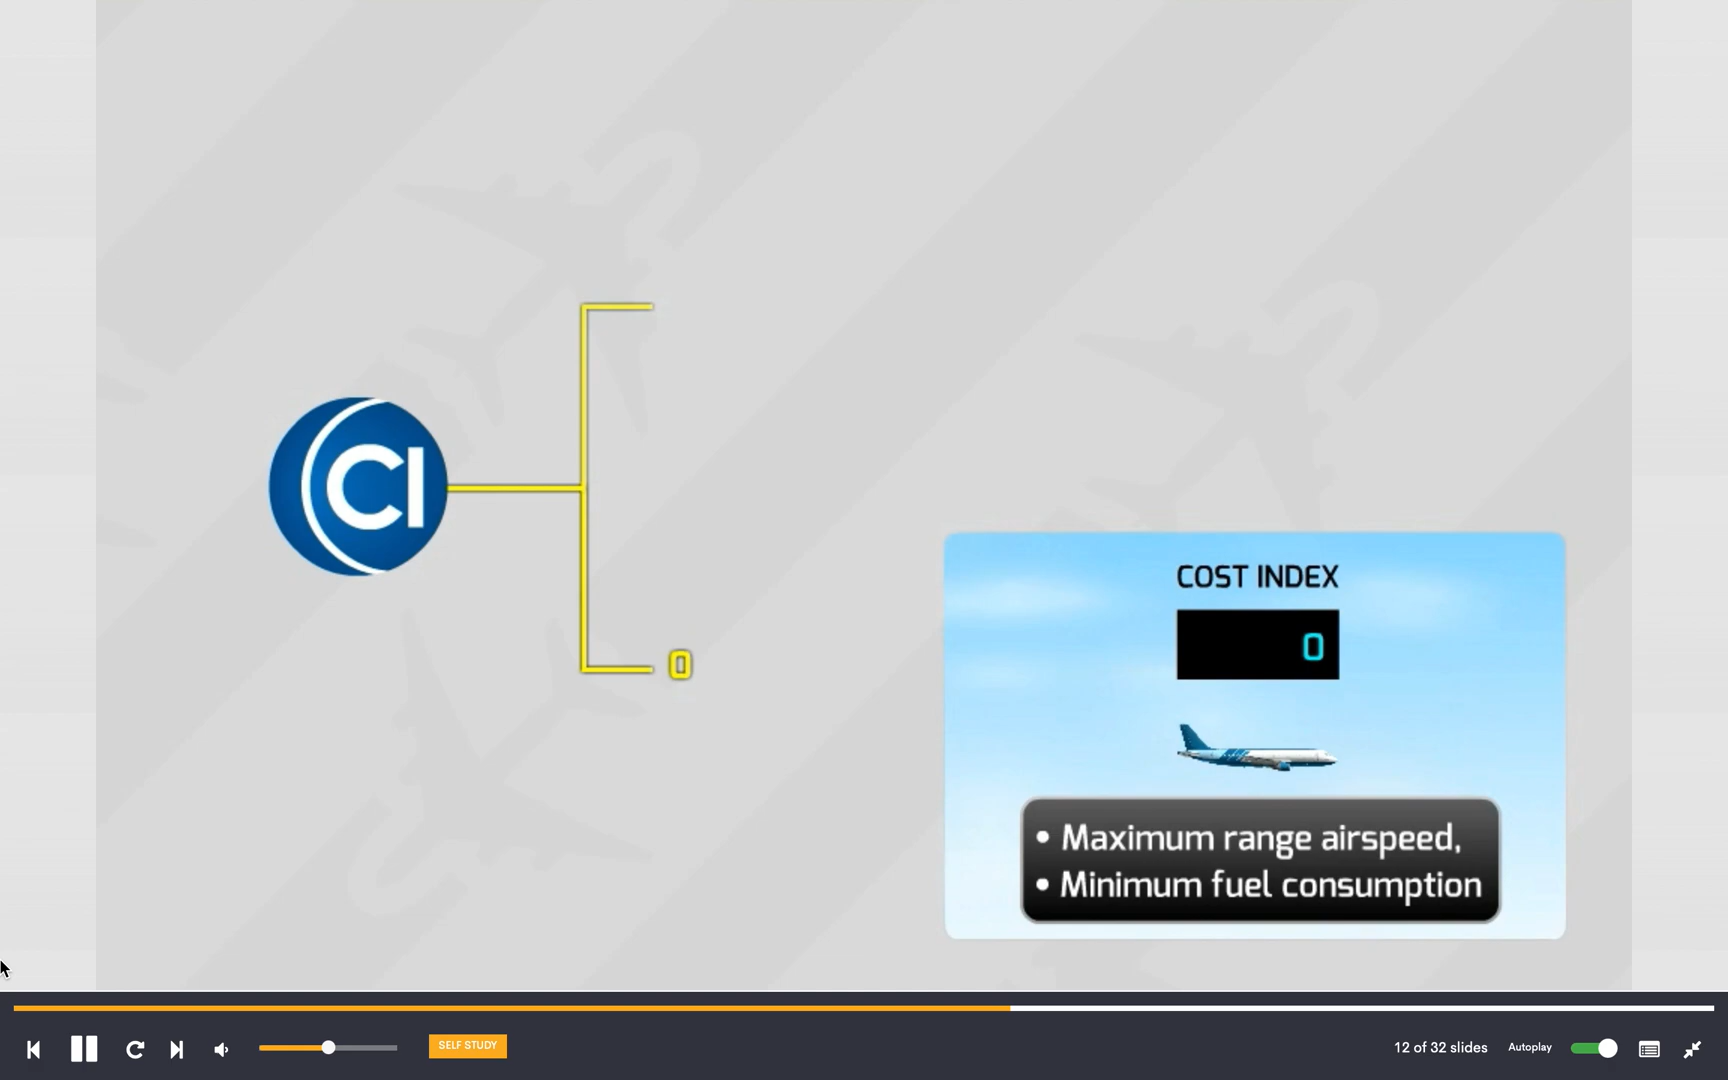 CI
0
COST INDEX
0
• Maximum range airspeed,
• Minimum fuel consumption
SELF STUDY
12 of 32 slides
Autoplay